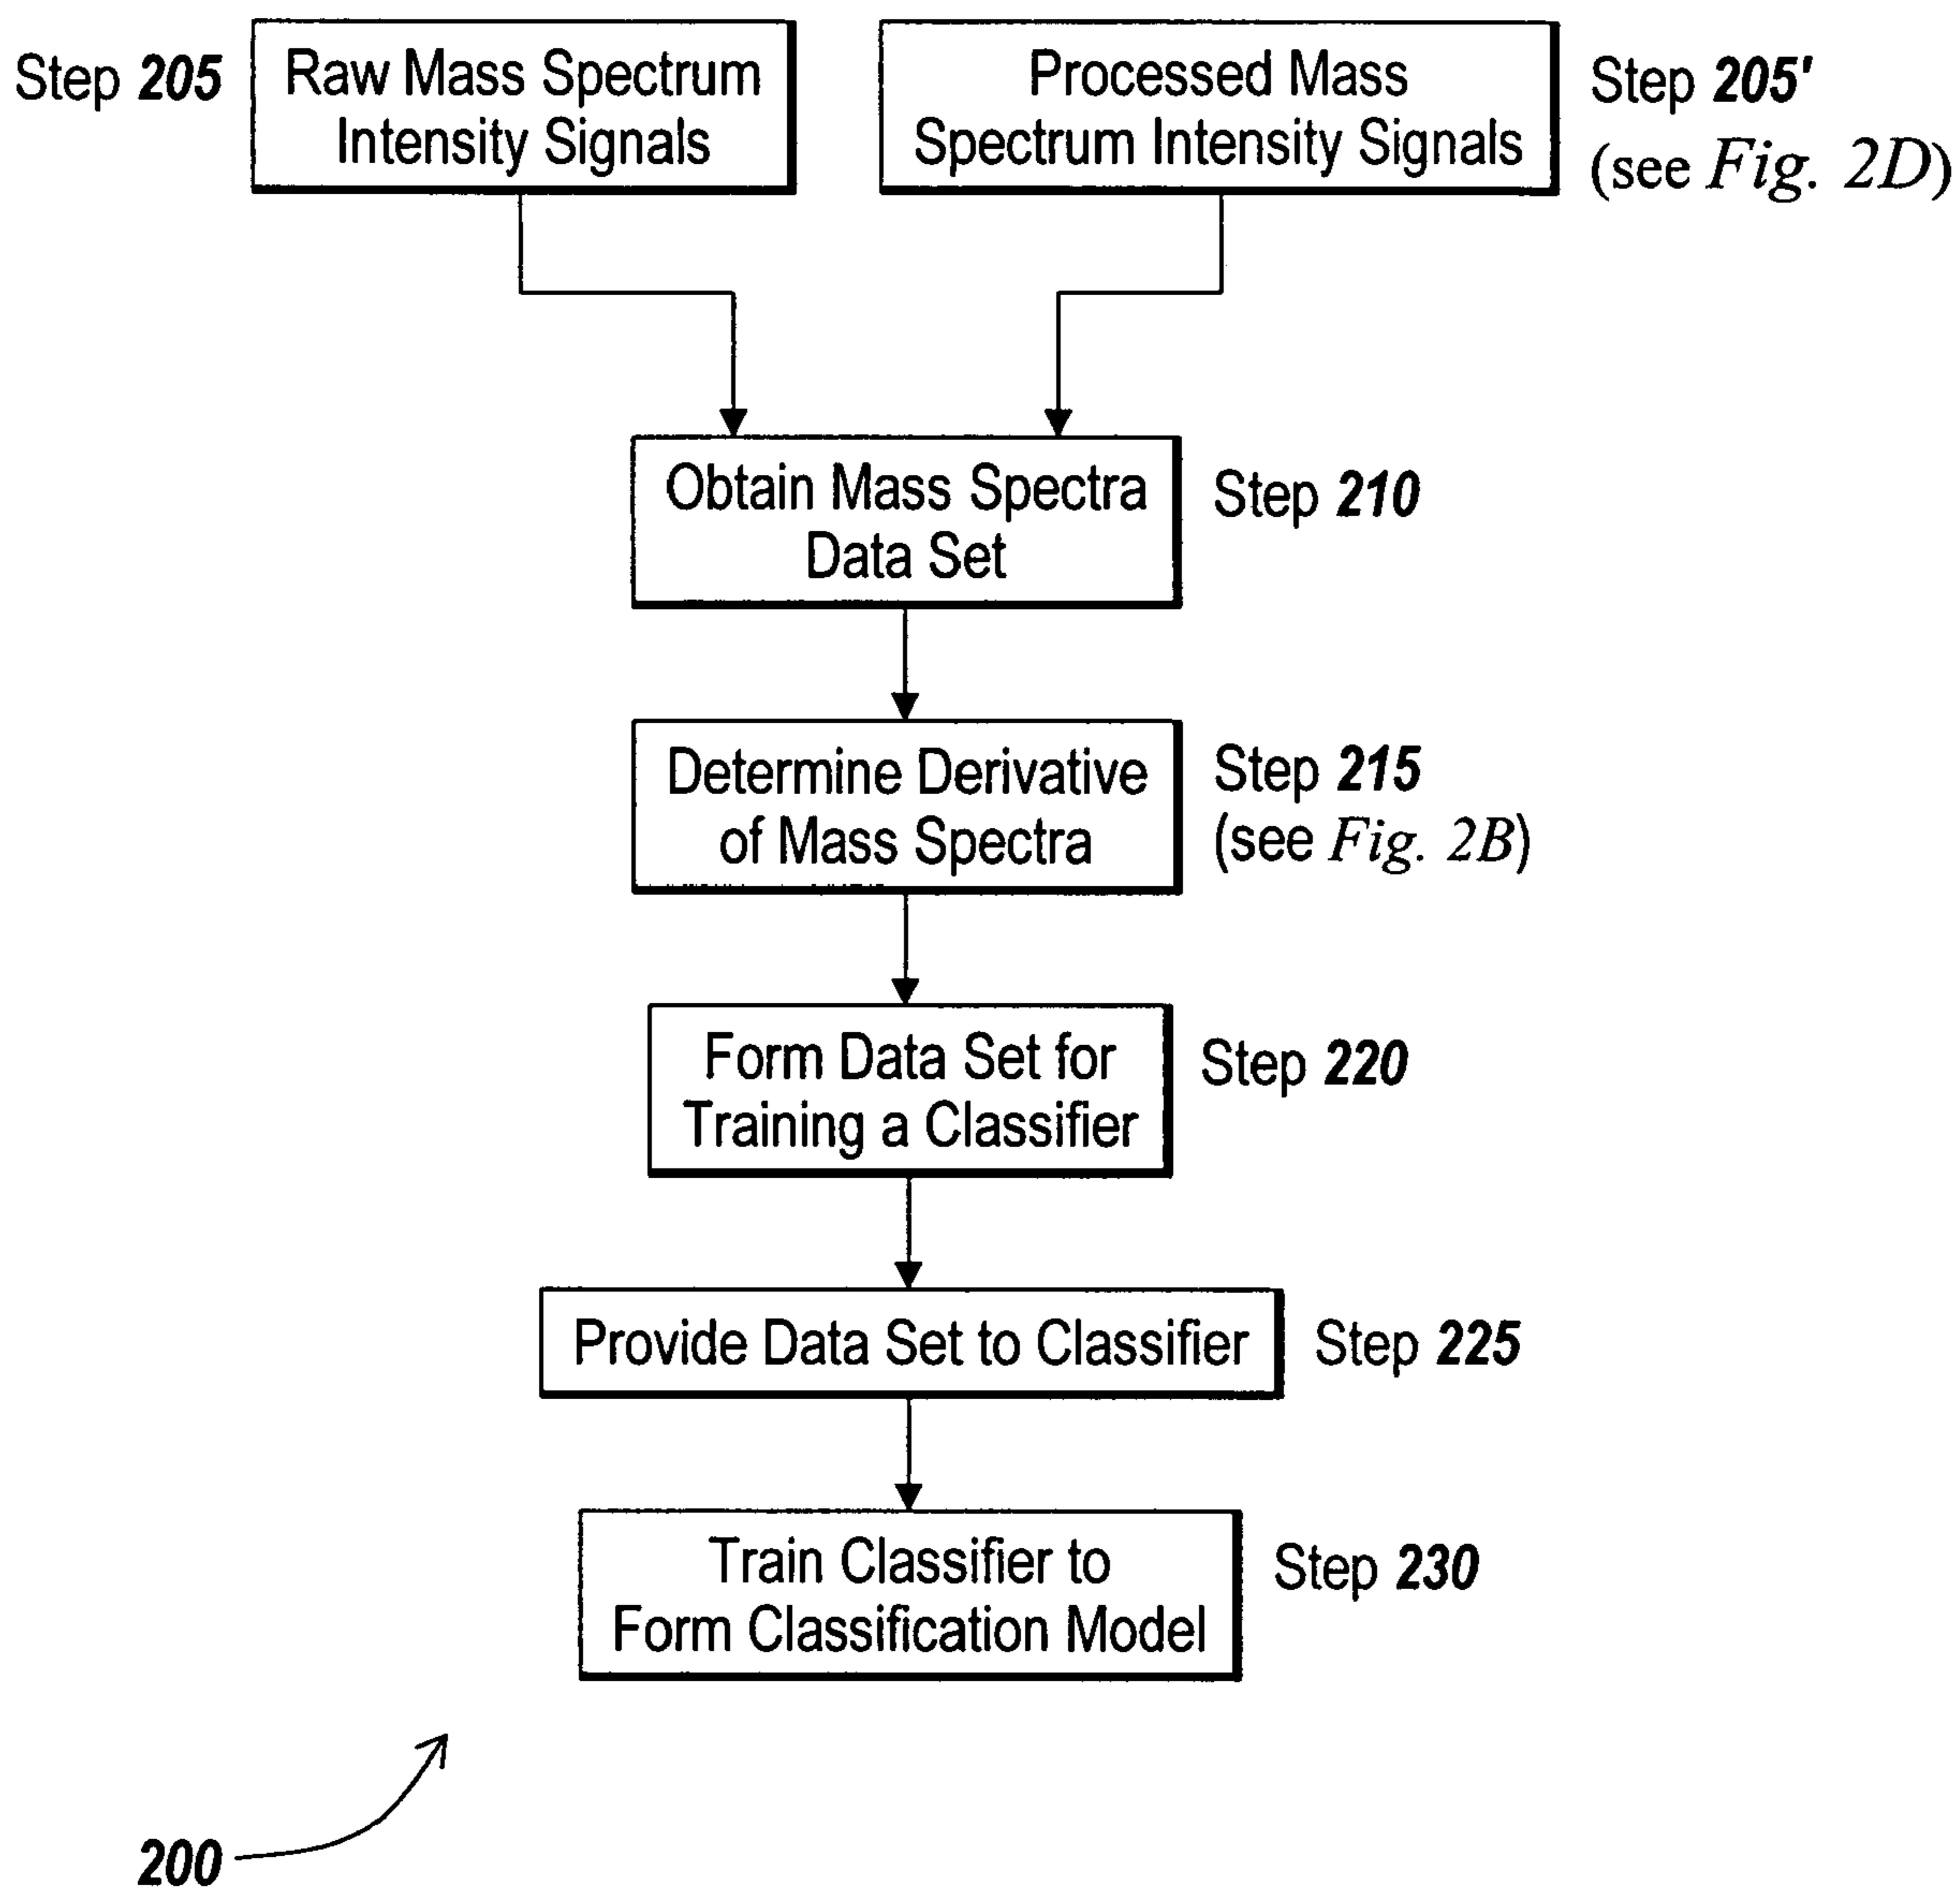 Step 205
Raw Mass Spectrum
Intensity Signals
Processed Mass
Spectrum Intensity Signals
Step 205'
(see Fig. 2D)
Obtain Mass Spectra
Data Set
Step 210
Determine Derivative
of Mass Spectra
Step 215
(see Fig. 2B)
Form Data Set for
Training a Classifier
Step 220
Provide Data Set to Classifier
Step 225
Train Classifier to
Form Classification Model
Step 230
200